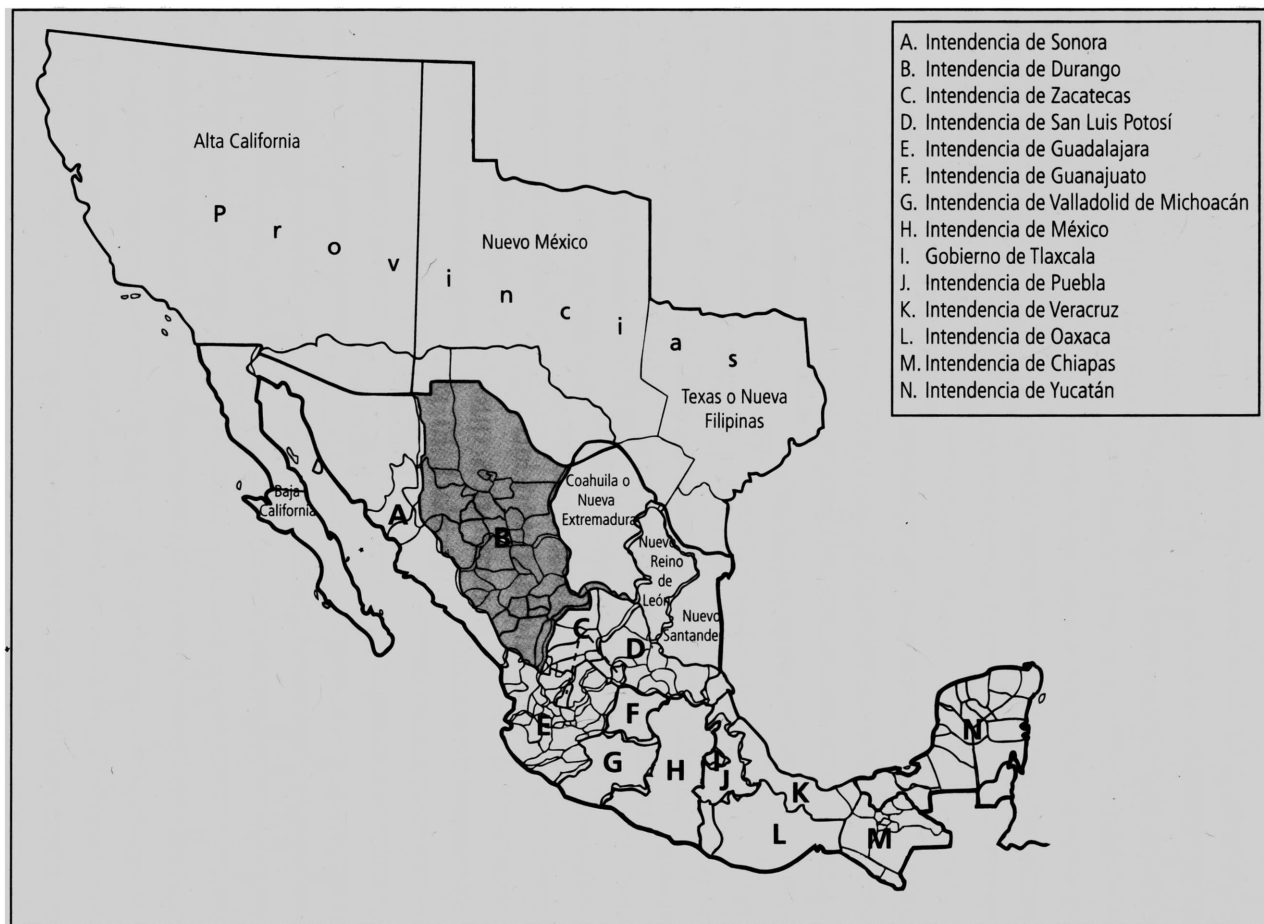 A. Intendencia de Sonora
B. Intendencia de Durango
C. Intendencia de Zacatecas
D. Intendencia de San Luis Potosí
E. Intendencia de Guadalajara
F. Intendencia de Guanajuato
G. Intendencia de Valladolid de Michoacán
H. Intendencia de México
I. Gobierno de Tlaxcala
J. Intendencia de Puebla
K. Intendencia de Veracruz
L. Intendencia de Oaxaca
M. Intendencia de Chiapas
N. Intendencia de Yucatán
Alta California
Provincias
Nuevo México
Texas o Nueva
Filipinas
Baja
California
Coahuila o
Nueva
Extremadura
Nuevo
Reino
de
León
Nuevo
Santande
A
B
C
D
E
F
G
H
I
J
K
L
M
N